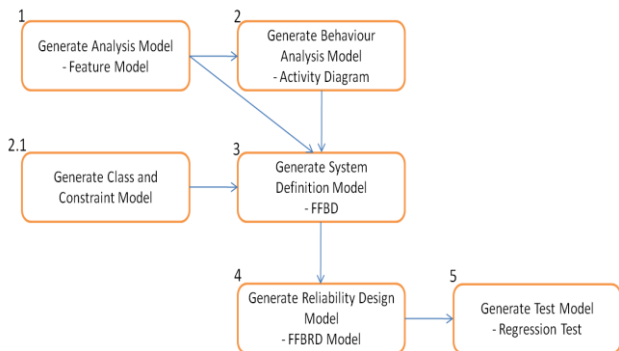 1
Generate Analysis Model
- Feature Model
2
Generate Behaviour
Analysis Model
- Activity Diagram
2.1
Generate Class and
Constraint Model
3
Generate System
Definition Model
- FFBD
4
Generate Reliability Design
Model
- FFBRD Model
5
Generate Test Model
- Regression Test